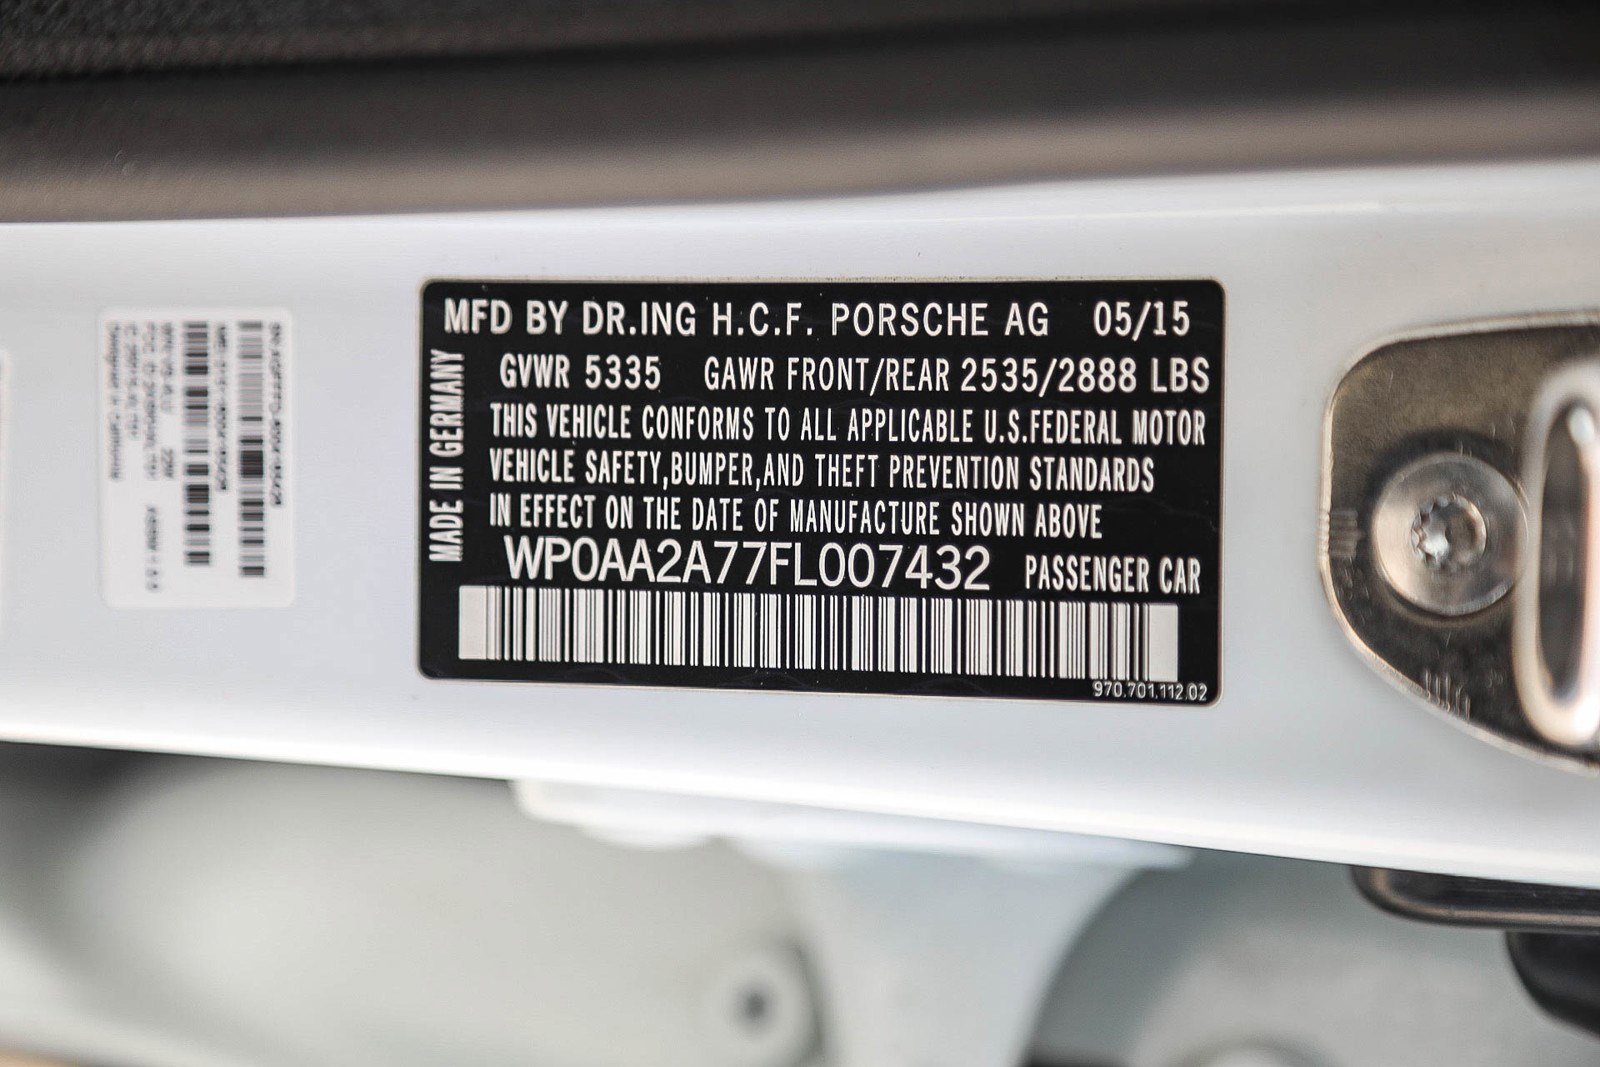 MFD BY DR.ING H.C.F. PORSCHE AG 05/15
GVWR 5335 GAWR FRONT/REAR 2535/2888 LBS
MADE IN GERMANY
THIS VEHICLE CONFORMS TO ALL APPLICABLE U.S.FEDERAL MOTOR
VEHICLE SAFETY,BUMPER,AND THEFT PREVENTION STANDARDS
IN EFFECT ON THE DATE OF MANUFACTURE SHOWN ABOVE
WP0AA2A77FL007432 PASSENGER CAR
970.701.112.02